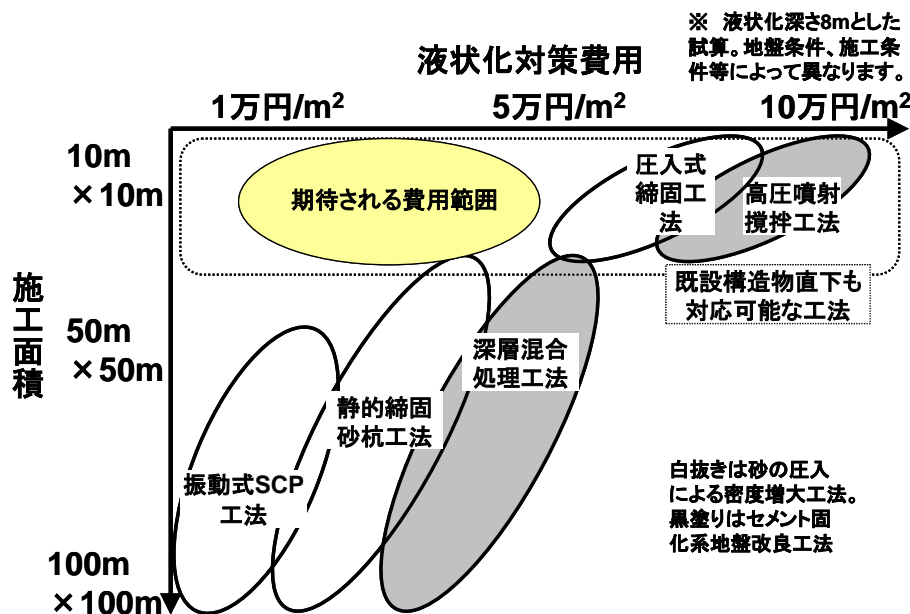 ※ 液状化深さ8mとした
試算。地盤条件、施工条
件等によって異なります。
液状化対策費用
1万円/m²
5万円/m²
10万円/m²
10m
×10m
期待される費用範囲
圧入式
締固工
法
高圧噴射
撹拌工法
既設構造物直下も
対応可能な工法
施工面積
50m
×50m
深層混合
処理工法
静的締固
砂杭工法
振動式SCP
工法
白抜きは砂の圧入
による密度増大工法。
黒塗りはセメント固
化系地盤改良工法
100m
×100m